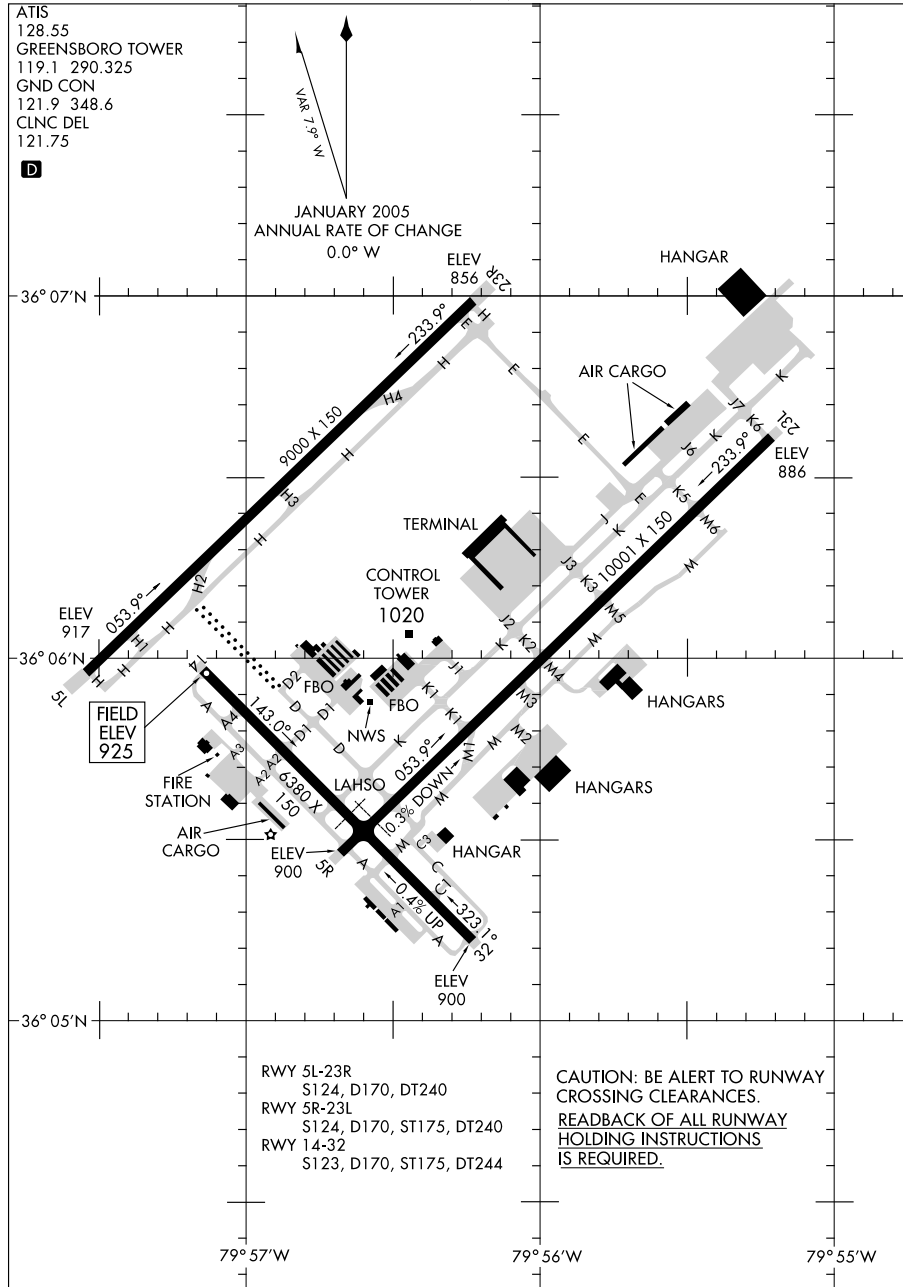 ATIS
128.55
GREENSBORO TOWER
119.1 290.325
GND CON
121.9 348.6
CLNC DEL
121.75
D
VAR 7.9° W
JANUARY 2005
ANNUAL RATE OF CHANGE
0.0° W
ELEV
856
23R
HANGAR
36° 07'N
233.9°
E
H
H
E
AIR CARGO
K
H4
9000 X 150
H
E
J7
K6
23L
J6
K
233.9°
ELEV
886
H3
H
E
K5
J
K
M6
TERMINAL
10001 X 150
H2
053.9°
CONTROL
TOWER
1020
J3
K3
M
M5
ELEV
917
H1
H
J2
K2
K
M
36° 06'N
5L
H
H
14
D2
FBO
J1
M4
FBO
K1
M3
HANGARS
FIELD
ELEV
925
A
A4
143.0°
D
D1
D1
NWS
K1
M2
A3
D
K
053.9°
M1
M
A2
A2
6380 X
150
LAHSO
0.3% DOWN
M
HANGARS
FIRE
STATION
AIR
CARGO
ELEV
900
5R
A
M
C3
HANGAR
C
C1
0.4% UP
323.1°
A1
A
32
ELEV
900
36° 05'N
RWY 5L-23R
S124, D170, DT240
RWY 5R-23L
S124, D170, ST175, DT240
RWY 14-32
S123, D170, ST175, DT244
CAUTION: BE ALERT TO RUNWAY
CROSSING CLEARANCES.
READBACK OF ALL RUNWAY
HOLDING INSTRUCTIONS
IS REQUIRED.
79° 57'W
79° 56'W
79° 55'W